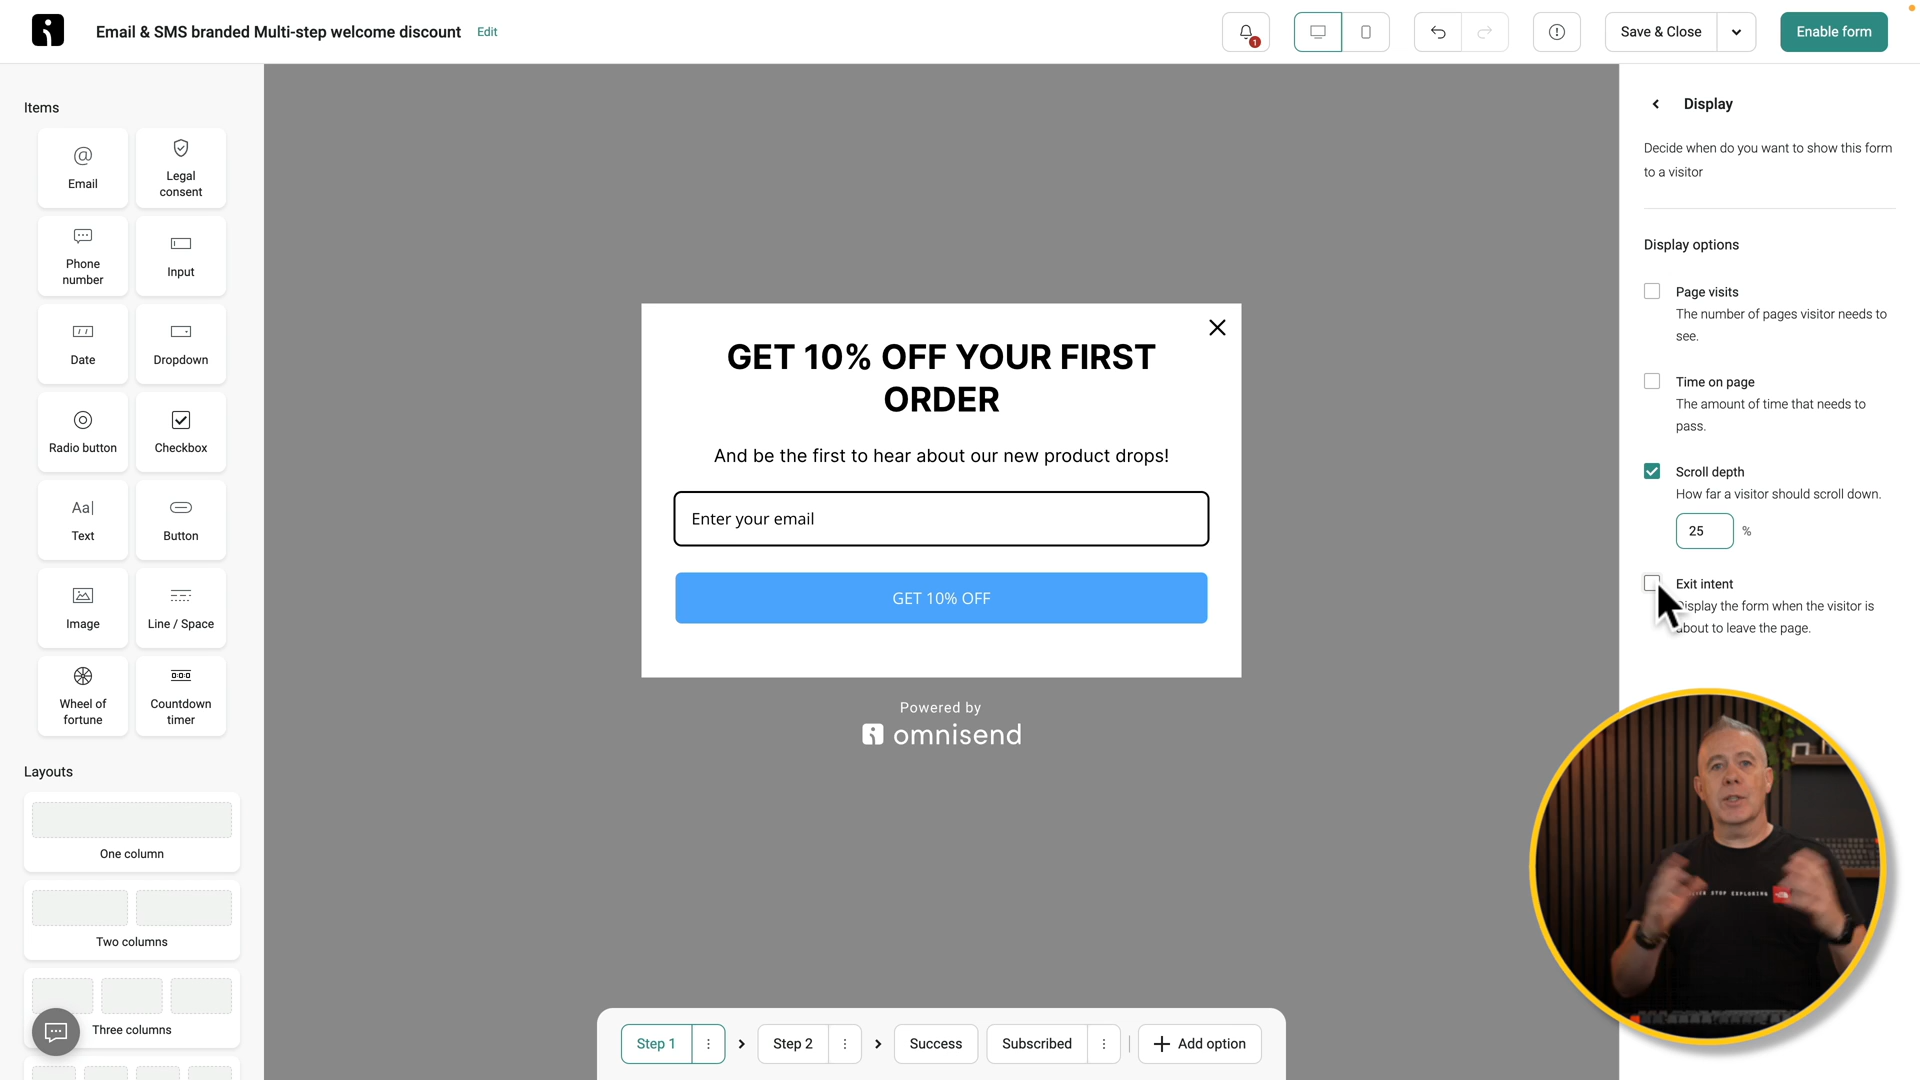 Email & SMS branded Multi-step welcome discount
Edit
1
Save & Close
Enable form
Items
@
Email
Legal
consent
Phone
number
Input
Date
Dropdown
Radio button
Checkbox
Aa|
Text
Button
Image
Line / Space
Wheel of
fortune
Countdown
timer
Layouts
One column
Two columns
Three columns
GET 10% OFF YOUR FIRST
ORDER
And be the first to hear about our new product drops!
Enter your email
GET 10% OFF
Powered by
omnisend
Step 1
Step 2
Success
Subscribed
Add option
Display
Decide when do you want to show this form
to a visitor
Display options
Page visits
The number of pages visitor needs to
see.
Time on page
The amount of time that needs to
pass.
Scroll depth
How far a visitor should scroll down.
25 %
Exit intent
Display the form when the visitor is
about to leave the page.
STOP EXPLORING